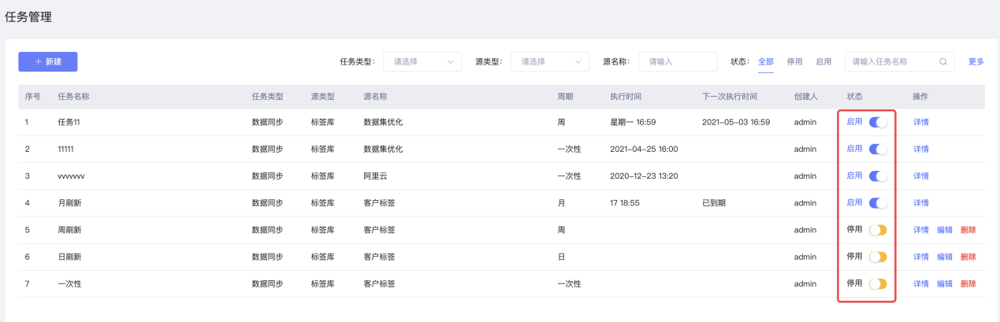 任务管理
+ 新建 任务类型: 请选择 源类型: 请选择 源名称: 请输入 状态: 全部 停用 启用 请输入任务名称 更多
序号 任务名称 任务类型 源类型 源名称 周期 执行时间 下一次执行时间 创建人 状态 操作
1 任务11 数据同步 标签库 数据集优化 周 星期一 16:59 2021-05-03 16:59 admin 启用 详情
2 11111 数据同步 标签库 数据集优化 一次性 2021-04-25 16:00 admin 启用 详情
3 vvvvvvv 数据同步 标签库 阿里云 一次性 2020-12-23 13:20 admin 启用 详情
4 月刷新 数据同步 标签库 客户标签 月 17 18:55 已到期 admin 启用 详情
5 周刷新 数据同步 标签库 客户标签 周 admin 停用 详情 编辑 删除
6 日刷新 数据同步 标签库 客户标签 日 admin 停用 详情 编辑 删除
7 一次性 数据同步 标签库 客户标签 一次性 admin 停用 详情 编辑 删除